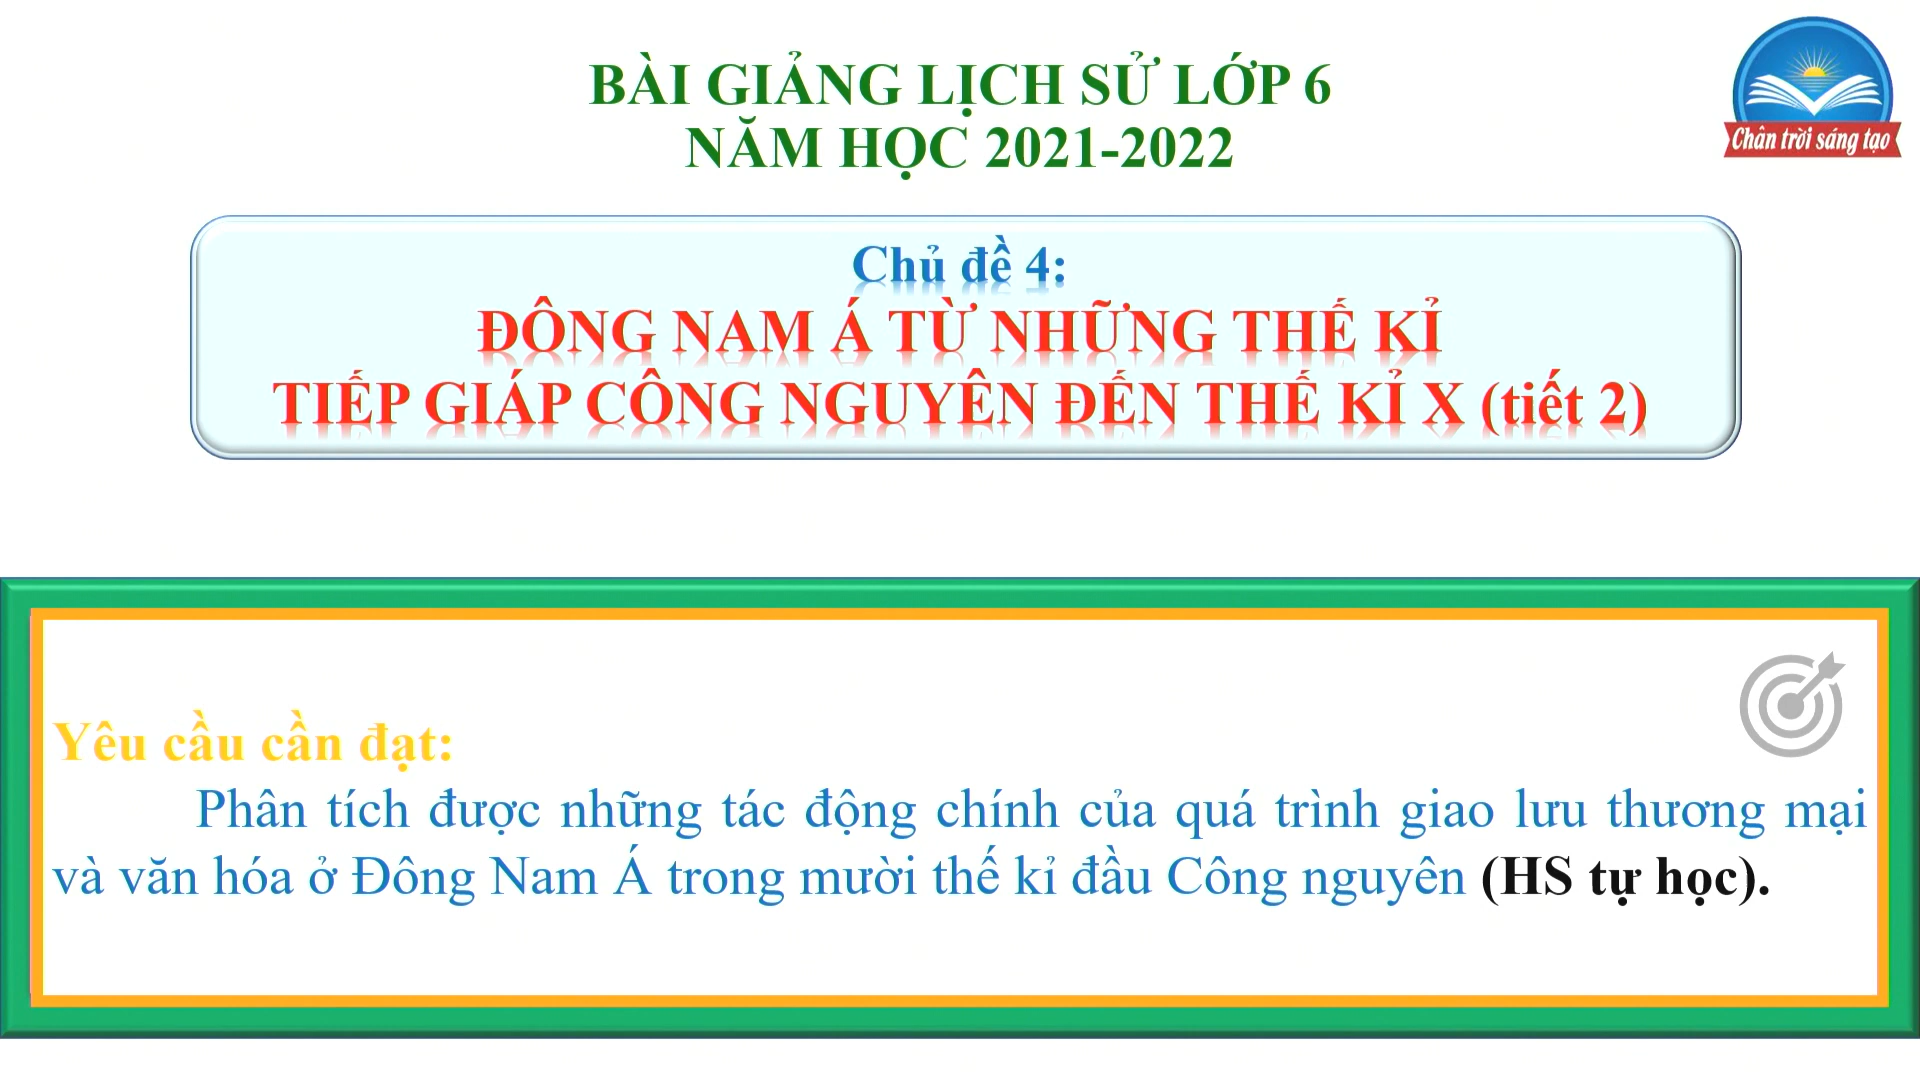 BÀI GIẢNG LỊCH SỬ LỚP 6
NĂM HỌC 2021-2022
Chân trời sáng tạo
Chủ đề 4:
ĐÔNG NAM Á TỪ NHỮNG THẾ KỈ
TIẾP GIÁP CÔNG NGUYÊN ĐẾN THẾ KỈ X (tiết 2)
Yêu cầu cần đạt:
Phân tích được những tác động chính của quá trình giao lưu thương mại
và văn hóa ở Đông Nam Á trong mười thế kỉ đầu Công nguyên (HS tự học).